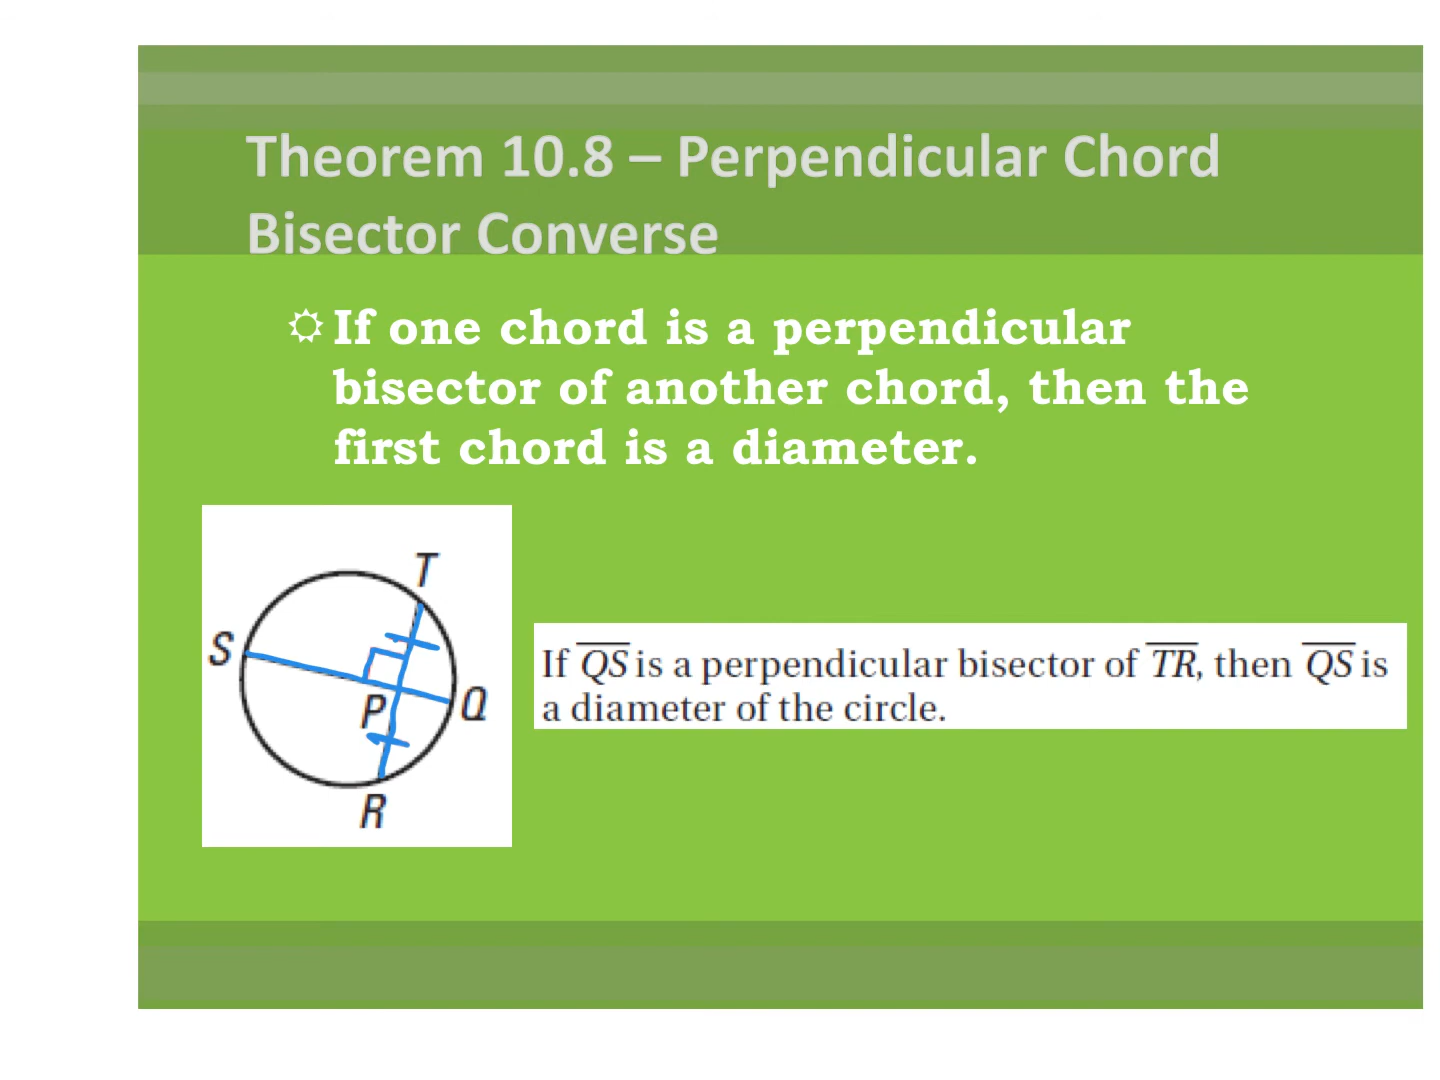 Theorem 10.8 – Perpendicular Chord
Bisector Converse
If one chord is a perpendicular
bisector of another chord, then the
first chord is a diameter.
T
S
P
Q
R
If QS is a perpendicular bisector of TR, then QS is
a diameter of the circle.